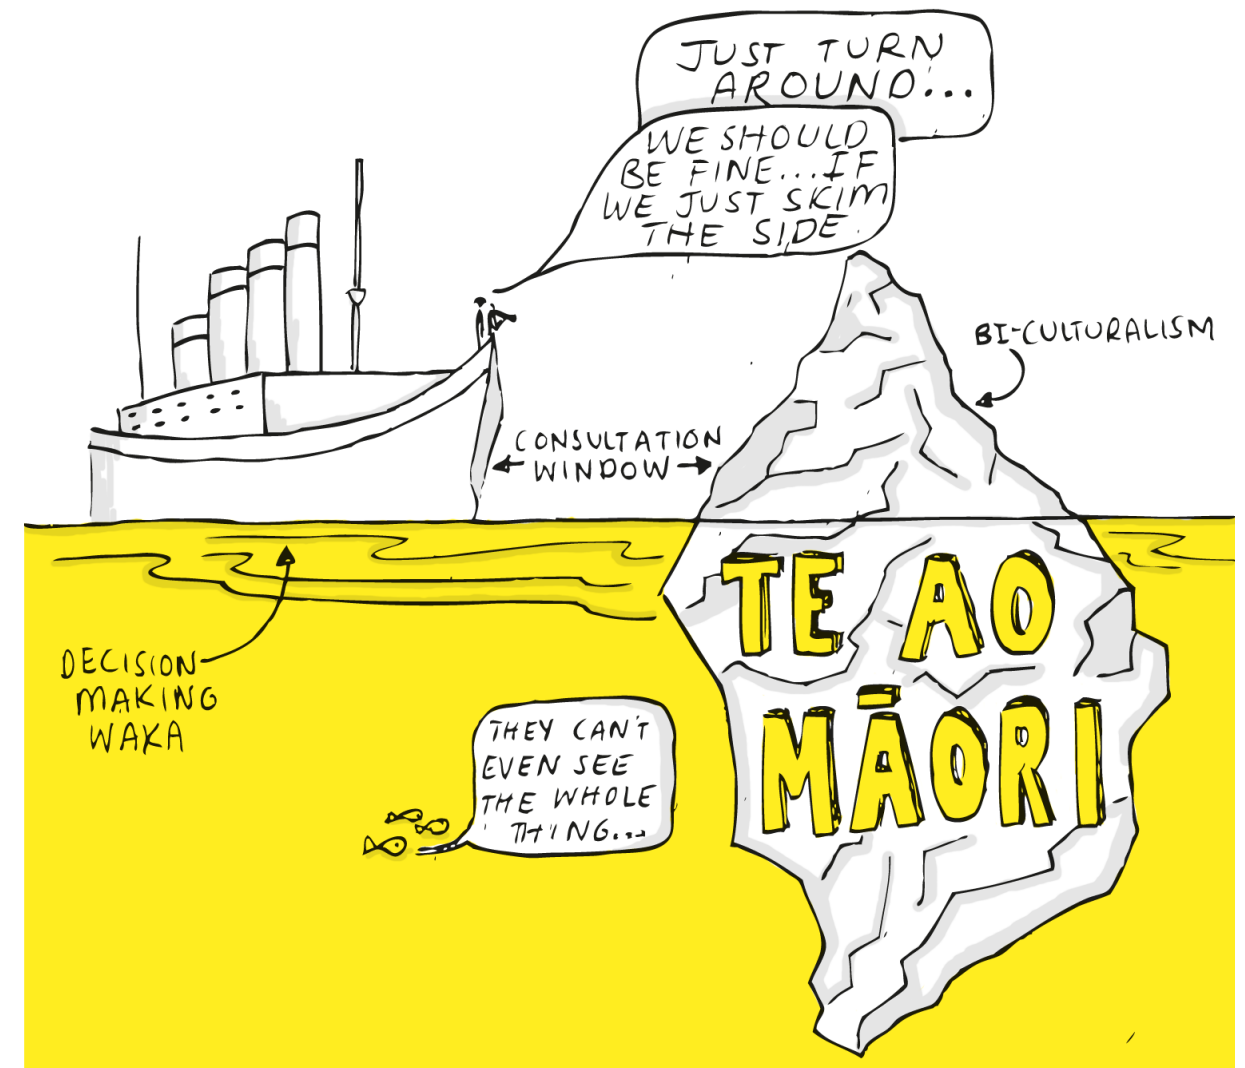 JUST TURN
AROUND...
WE SHOULD
BE FINE...IF
WE JUST SKIM
THE SIDE.
BI-CULTURALISM
CONSULTATION
WINDOW
TE AO
MĀORI
DECISION
MAKING
WAKA
THEY CAN'T
EVEN SEE
THE WHOLE
THING...